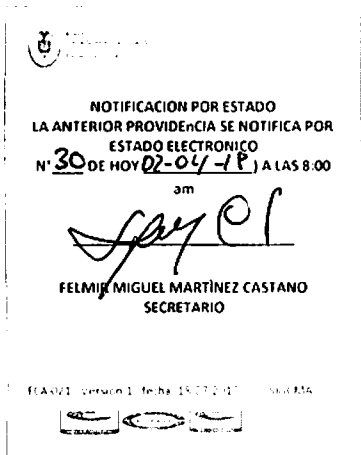 NOTIFICACION POR ESTADO
LA ANTERIOR PROVIDEnCIA SE NOTIFICA POR
ESTADO ELECTRONICO
N° 30 DE HOY 02-04-18) A LAS 8:00
am
FELMIR MIGUEL MARTÌNEZ CASTANO
SECRETARIO